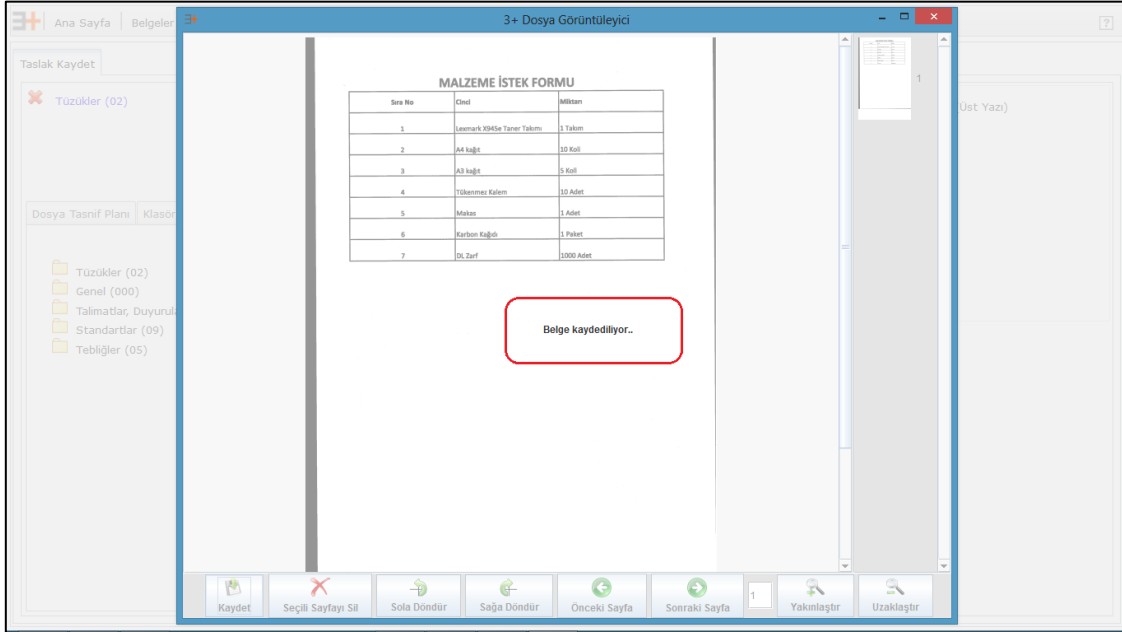 3+ Ana Sayfa Belgeler
3+ Dosya Görüntüleyici
?
Taslak Kaydet
Tüzükler (02)
Üst Yazı)
Dosya Tasnif Planı Klasör
Tüzükler (02)
Genel (000)
Talimatlar, Duyurul
Standartlar (09)
Tebliğler (05)
MALZEME İSTEK FORMU
Sıra No Cinci Miktarı
1 Lexmark X945e Taner Takımı 1 Takım
2 A4 kağıt 10 Koli
3 A3 kağıt 5 Koli
4 Tükenmez Kalem 10 Adet
5 Makas 1 Adet
6 Karbon Kağıdı 1 Paket
7 DL Zarf 1000 Adet
1
Belge kaydediliyor..
Kaydet Seçili Sayfayı Sil Sola Döndür Sağa Döndür Önceki Sayfa Sonraki Sayfa 1 Yakınlaştır Uzaklaştır